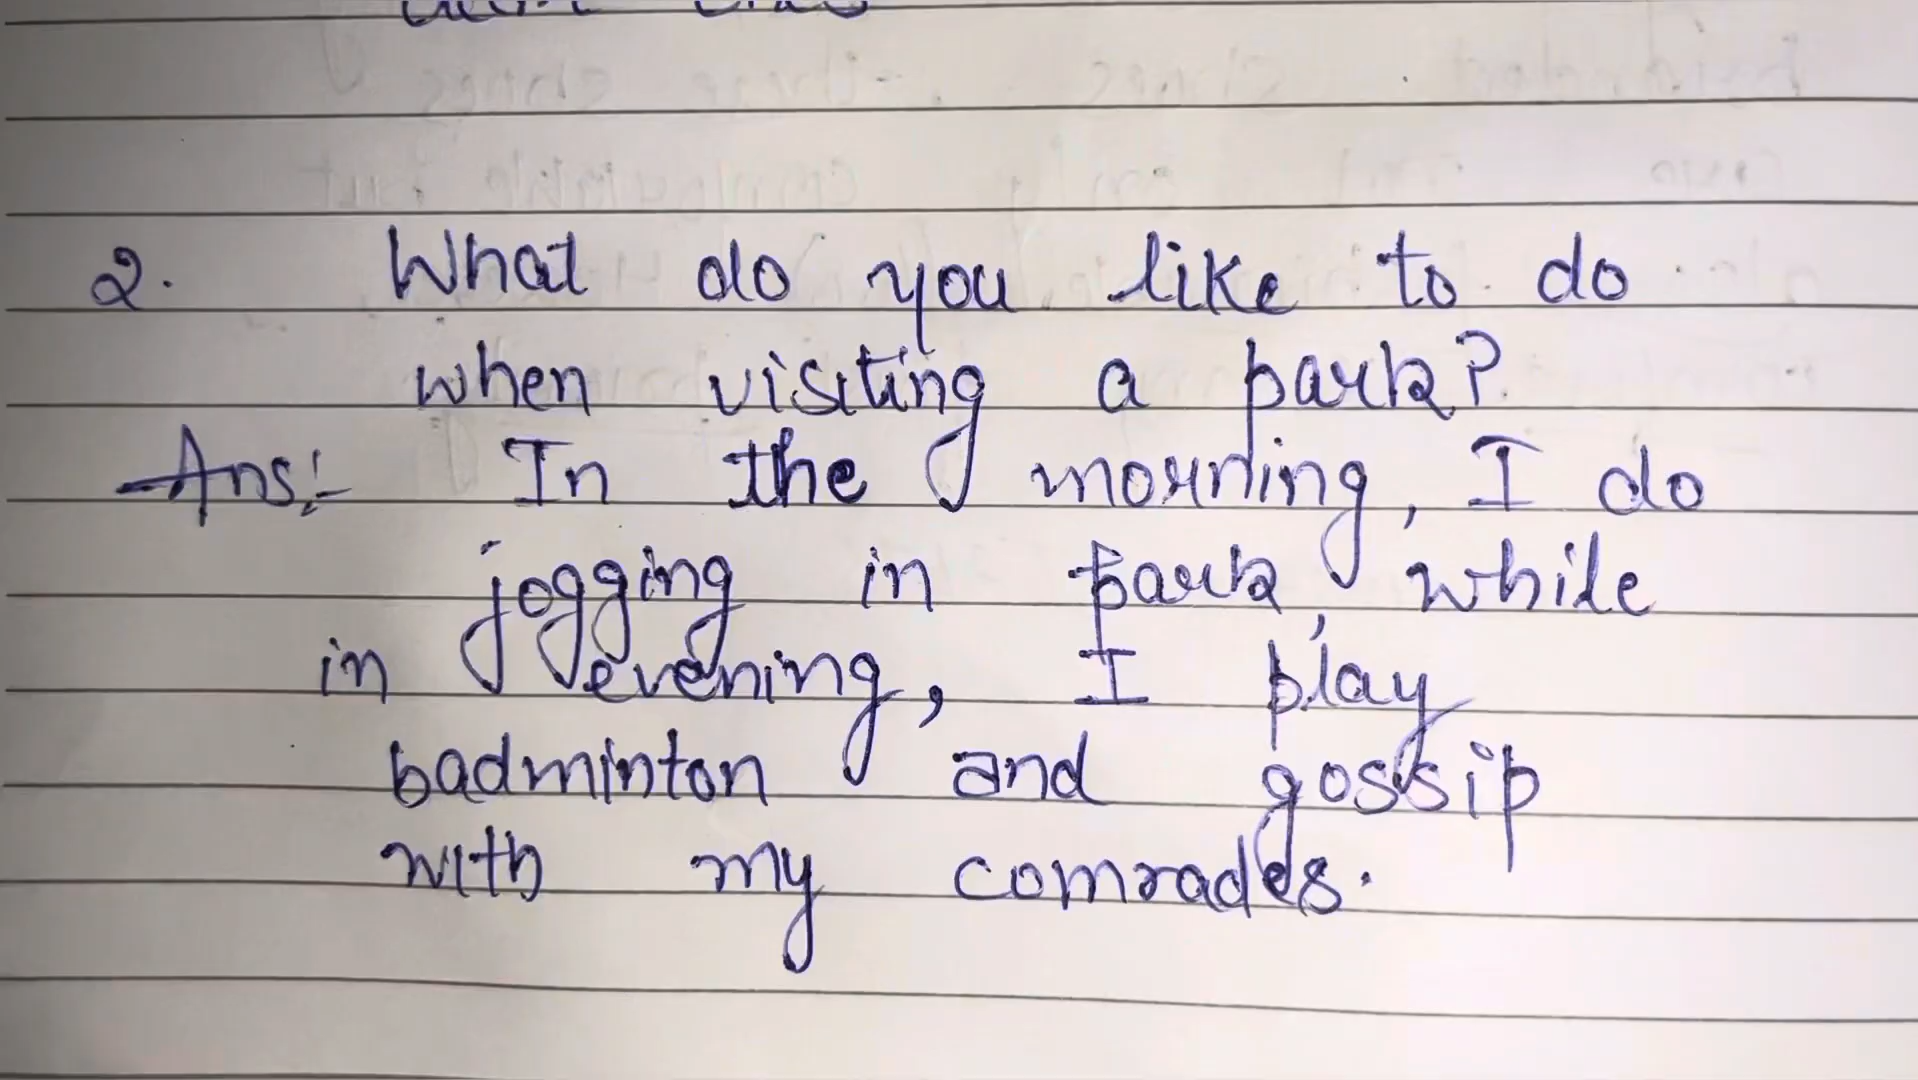 2. What do you like to do
when visiting a park?
Ans:- In the morning, I do
jogging in park, while
in evening, I play
badminton and gossip
with my comrades.